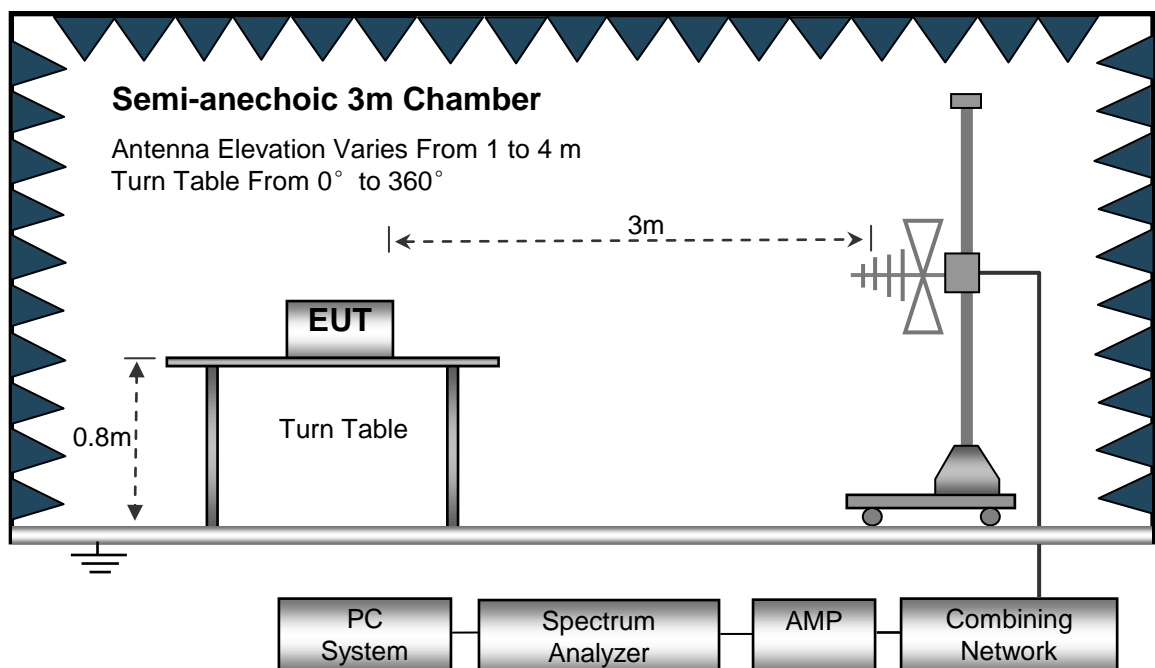 Semi-anechoic 3m Chamber
Antenna Elevation Varies From 1 to 4 m
Turn Table From 0° to 360°
3m
EUT
0.8m
Turn Table
PC
System
Spectrum
Analyzer
AMP
Combining
Network